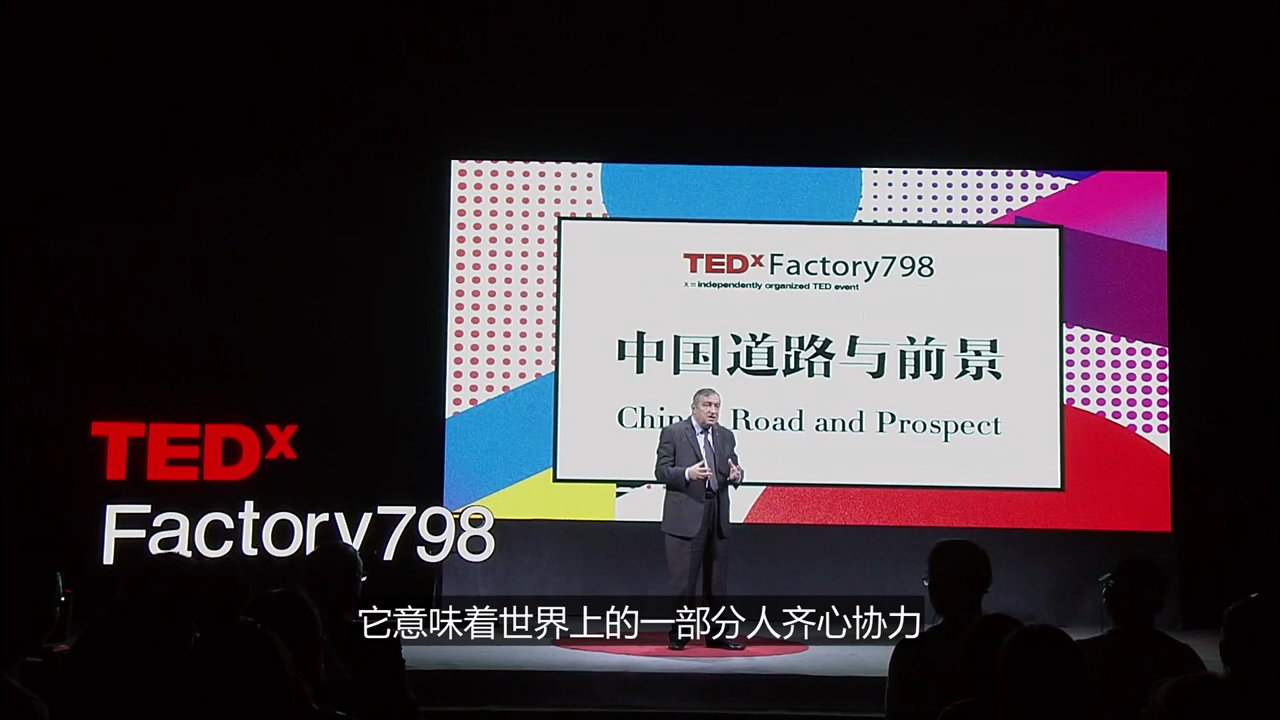 TEDx Factory798
x = independently organized TED event
中国道路与前景
Road and Prospect
TEDx
Factory798
它意味着世界上的一部分人齐心协力